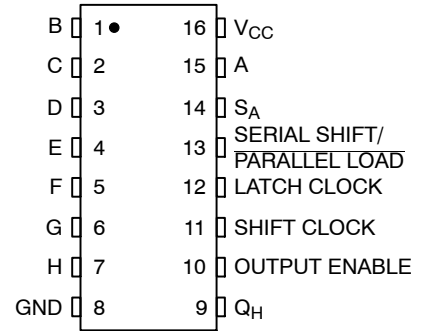 B 1 16 VCC
C 2 15 A
D 3 14 SA
E 4 13 SERIAL SHIFT/
PARALLEL LOAD
F 5 12 LATCH CLOCK
G 6 11 SHIFT CLOCK
H 7 10 OUTPUT ENABLE
GND 8 9 QH